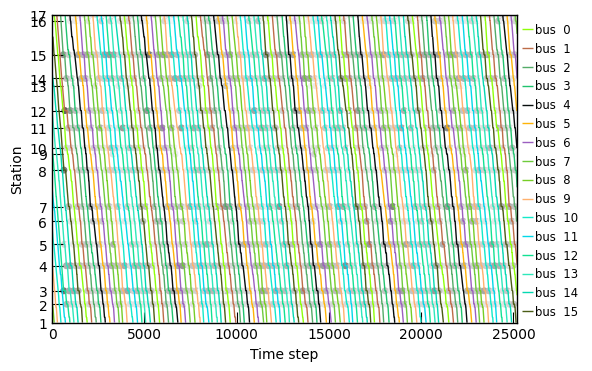 17
16
15
14
13
12
11
10
9
8
7
6
5
4
3
2
1
Station
0 5000 10000 15000 20000 25000
Time step
bus 0
bus 1
bus 2
bus 3
bus 4
bus 5
bus 6
bus 7
bus 8
bus 9
bus 10
bus 11
bus 12
bus 13
bus 14
bus 15